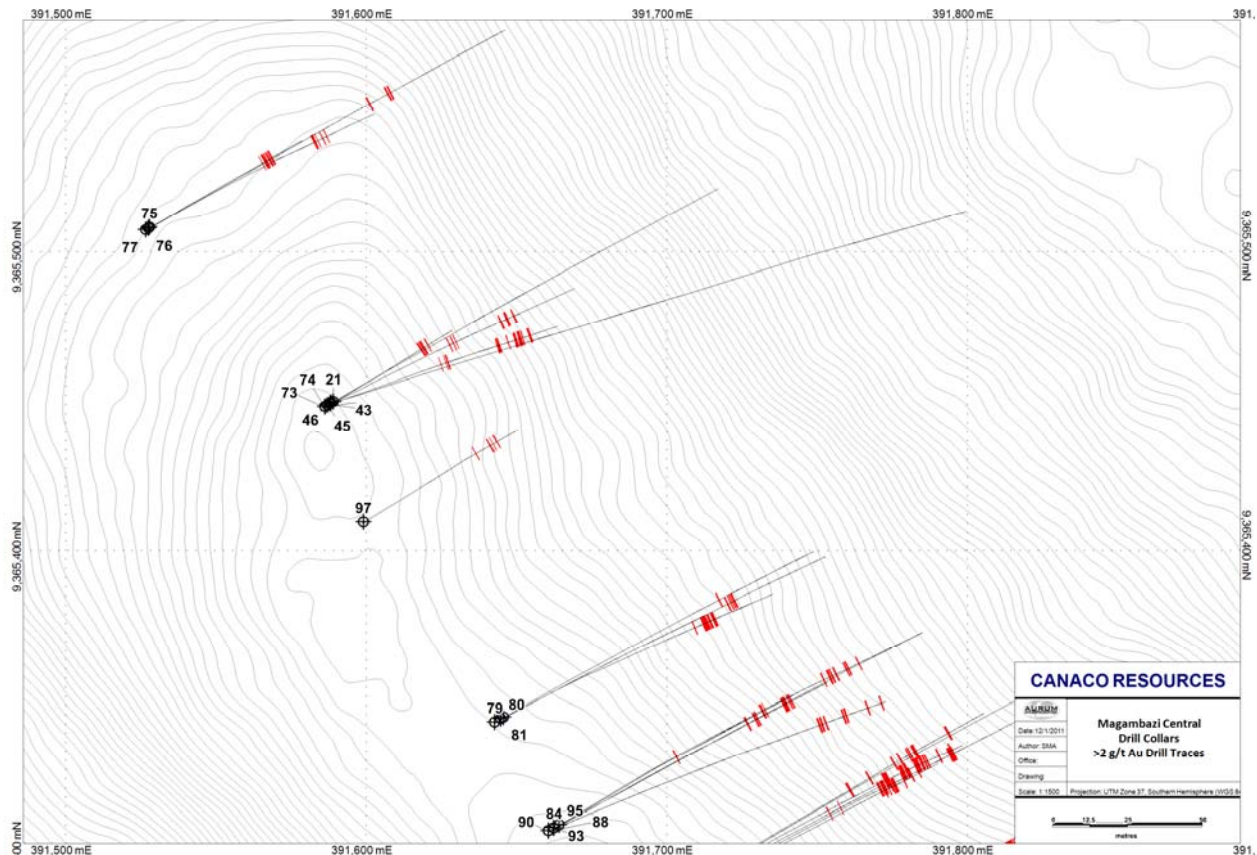 391,500 mE
391,600 mE
391,700 mE
391,800 mE
391,
9,365,500 mN
9,365,500 mN
75
77
76
74
21
73
46
45
43
97
9,365,400 mN
9,365,400 mN
79
80
81
84
95
90
93
88
00 mN
CANACO RESOURCES
AURUM
Date:12/1/2011
Author: SMA
Office:
Drawing:
Scale: 1:1500
Magambazi Central
Drill Collars
>2 g/t Au Drill Traces
Projection: UTM Zone 37, Southern Hemisphere (WGS 84
0 12.5 25 50
metres
391,500 mE
391,600 mE
391,700 mE
391,800 mE
391,